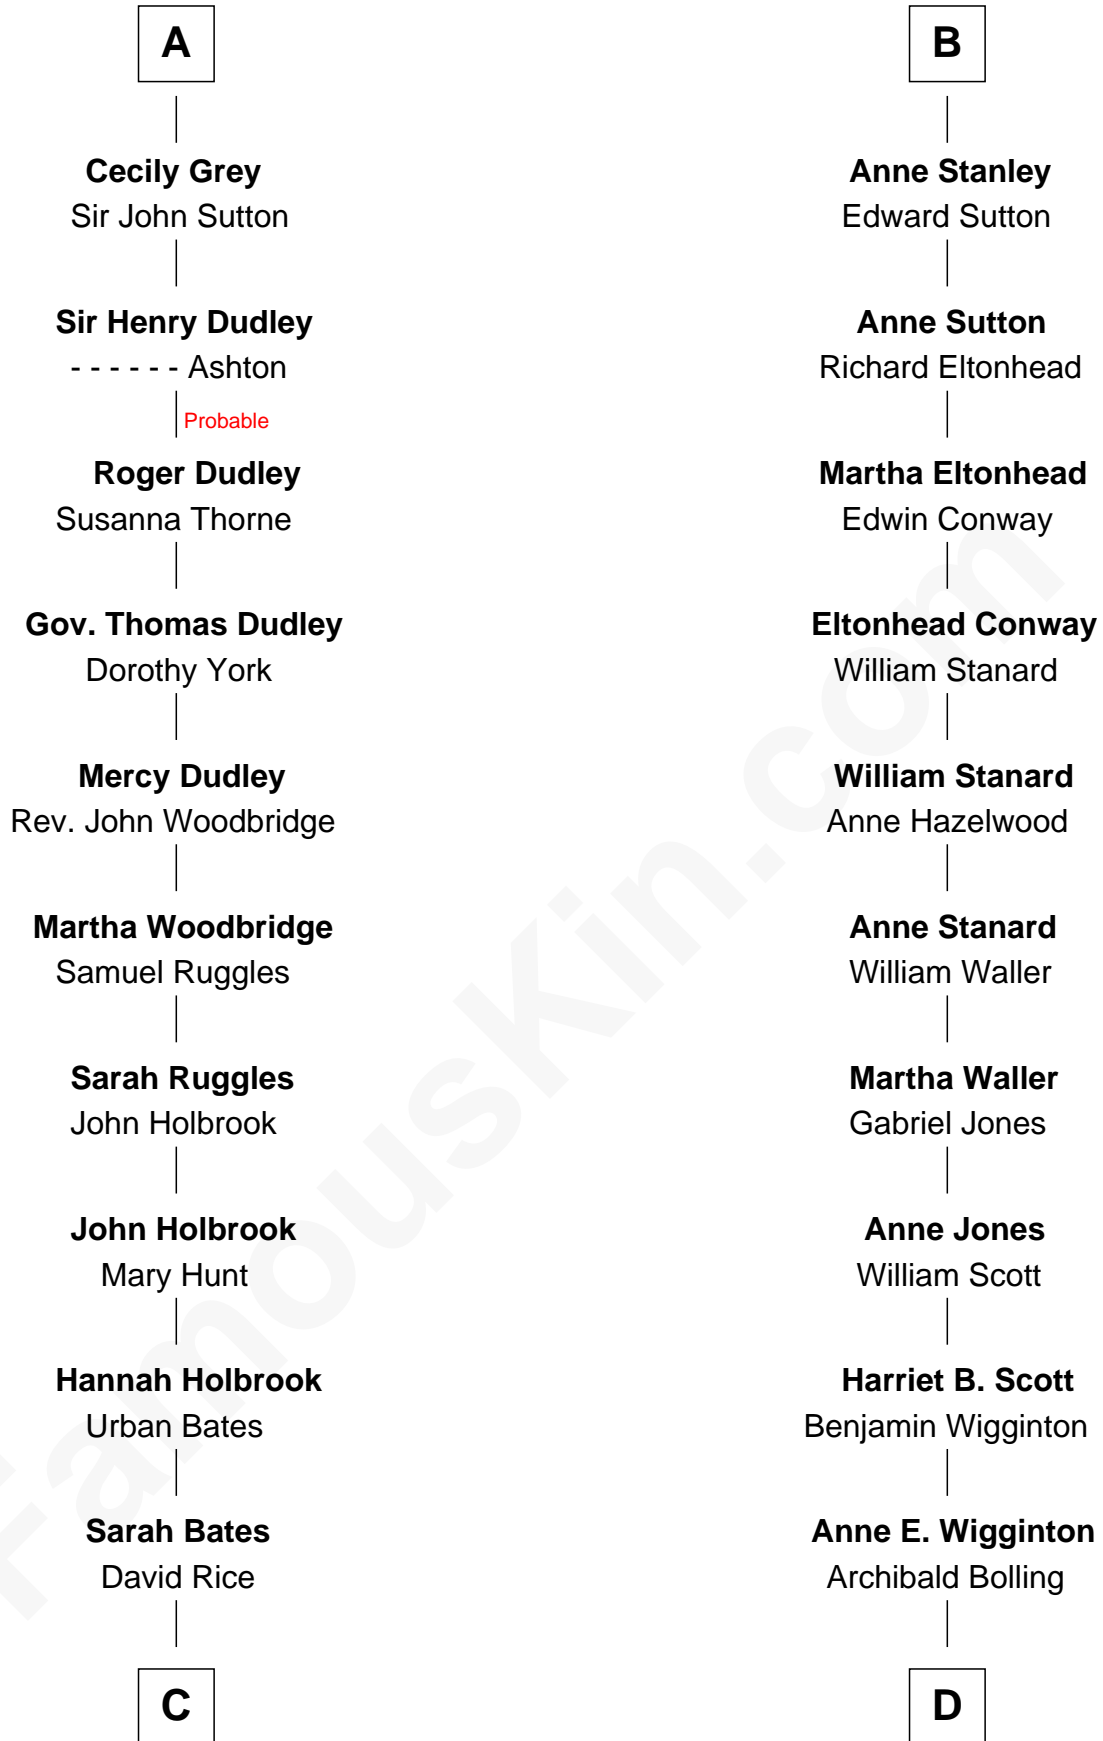 A
Cecily Grey
Sir John Sutton
Sir Henry Dudley
- - - - - - Ashton
Probable
Roger Dudley
Susanna Thorne
Gov. Thomas Dudley
Dorothy York
Mercy Dudley
Rev. John Woodbridge
Martha Woodbridge
Samuel Ruggles
Sarah Ruggles
John Holbrook
John Holbrook
Mary Hunt
Hannah Holbrook
Urban Bates
Sarah Bates
David Rice
C
B
Anne Stanley
Edward Sutton
Anne Sutton
Richard Eltonhead
Martha Eltonhead
Edwin Conway
Eltonhead Conway
William Stanard
William Stanard
Anne Hazelwood
Anne Stanard
William Waller
Martha Waller
Gabriel Jones
Anne Jones
William Scott
Harriet B. Scott
Benjamin Wigginton
Anne E. Wigginton
Archibald Bolling
D
FamousKin.com